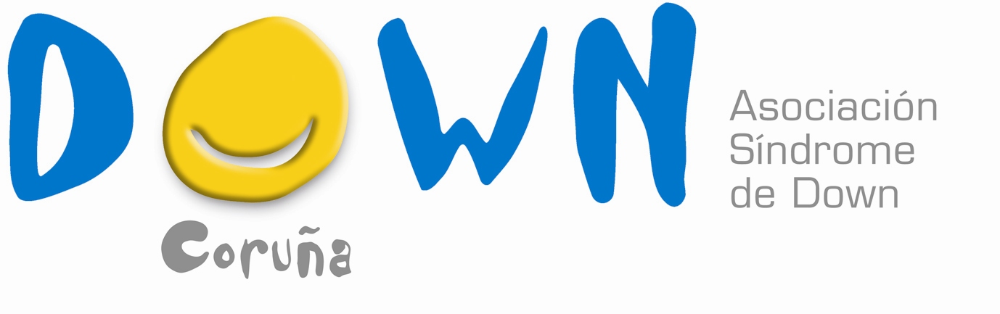 DOWN
Coruña
Asociación
Síndrome
de Down